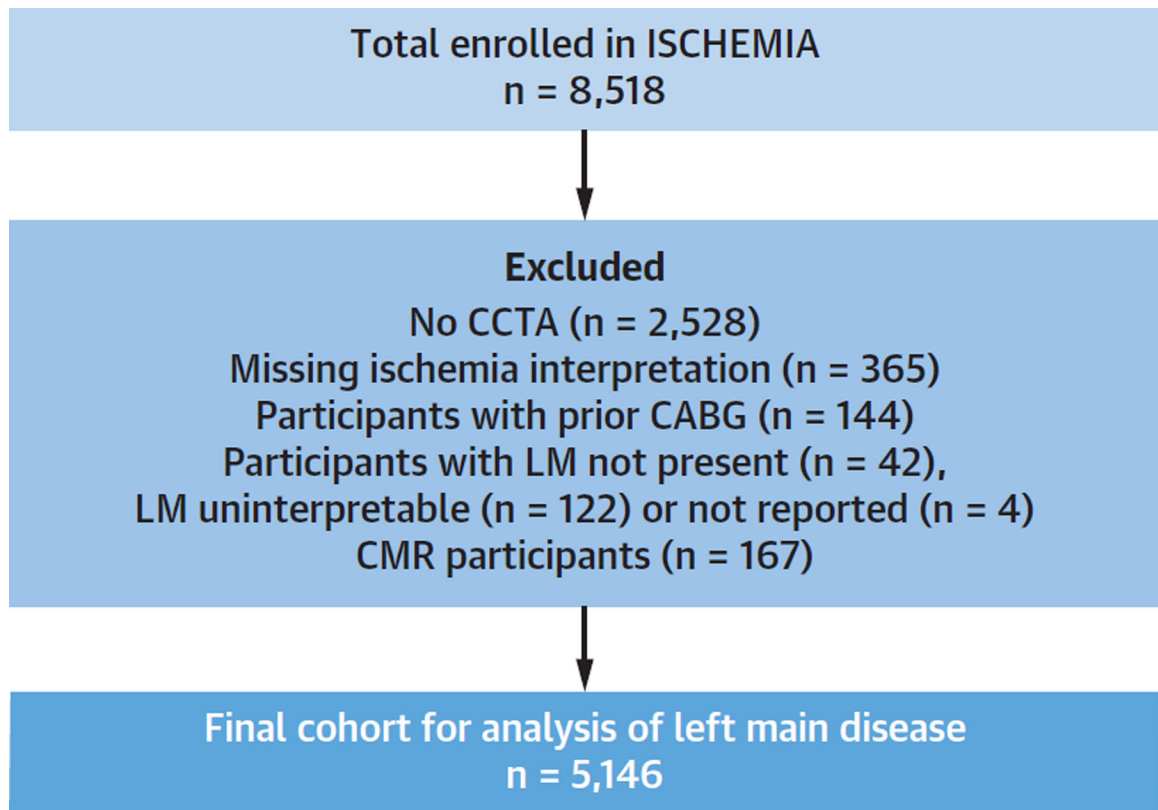 Total enrolled in ISCHEMIA
n = 8,518
Excluded
No CCTA (n = 2,528)
Missing ischemia interpretation (n = 365)
Participants with prior CABG (n = 144)
Participants with LM not present (n = 42),
LM uninterpretable (n = 122) or not reported (n = 4)
CMR participants (n = 167)
Final cohort for analysis of left main disease
n = 5,146